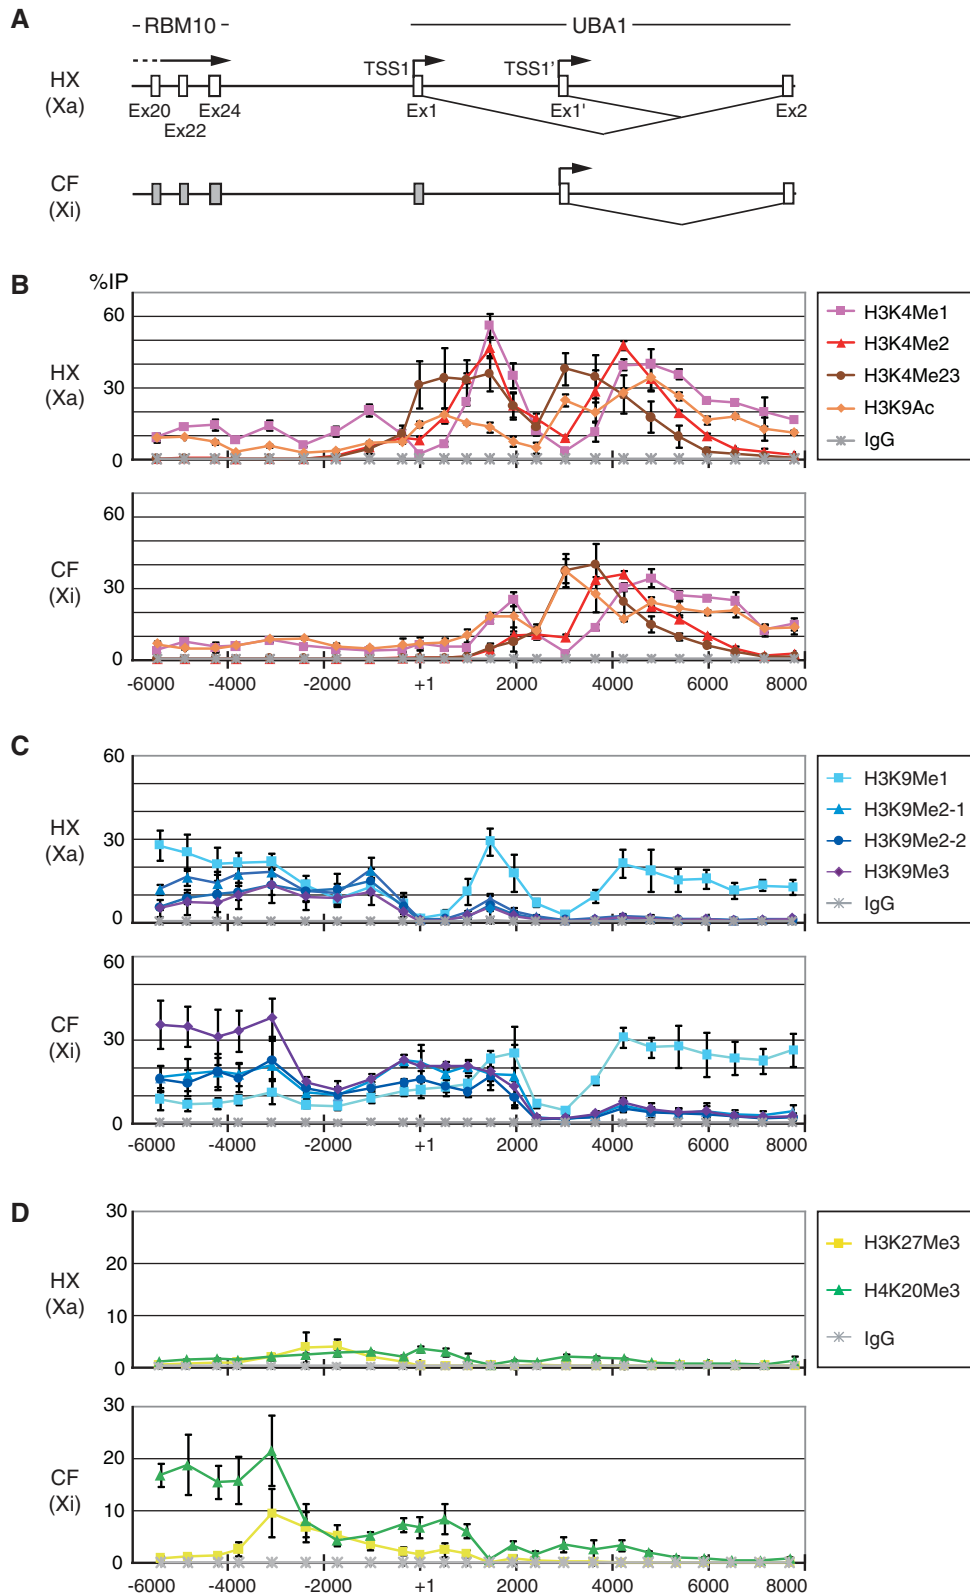 A
RBM10
UBA1
HX
(Xa)
TSS1
TSS1'
Ex20
Ex22
Ex24
Ex1
Ex1'
Ex2
CF
(Xi)
B
%IP
HX
(Xa)
60
30
0
H3K4Me1
H3K4Me2
H3K4Me23
H3K9Ac
IgG
CF
(Xi)
60
30
0
-6000 -4000 -2000 +1 2000 4000 6000 8000
C
HX
(Xa)
60
30
0
H3K9Me1
H3K9Me2-1
H3K9Me2-2
H3K9Me3
IgG
CF
(Xi)
60
30
0
-6000 -4000 -2000 +1 2000 4000 6000 8000
D
HX
(Xa)
30
20
10
0
H3K27Me3
H4K20Me3
IgG
CF
(Xi)
30
20
10
0
-6000 -4000 -2000 +1 2000 4000 6000 8000